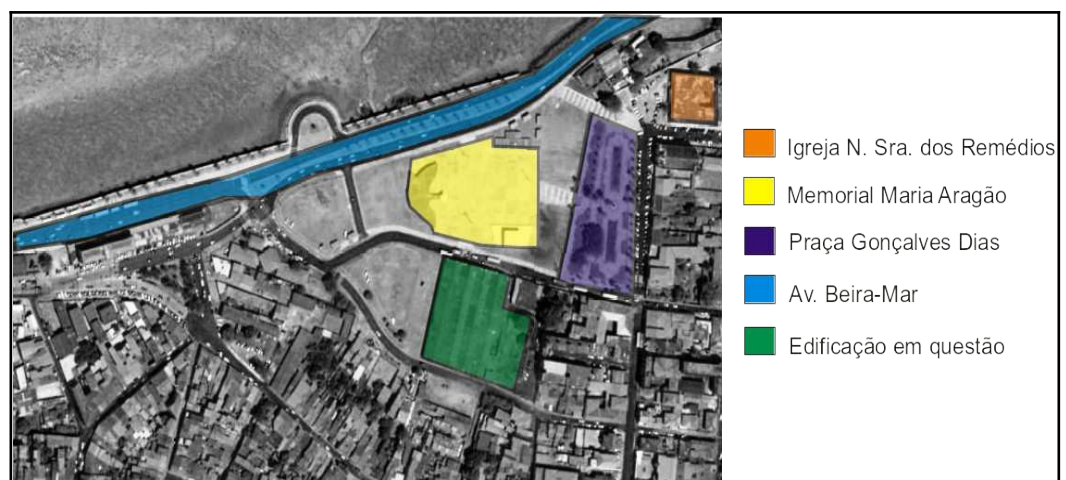 Igreja N. Sra. dos Remédios
Memorial Maria Aragão
Praça Gonçalves Dias
Av. Beira-Mar
Edificação em questão